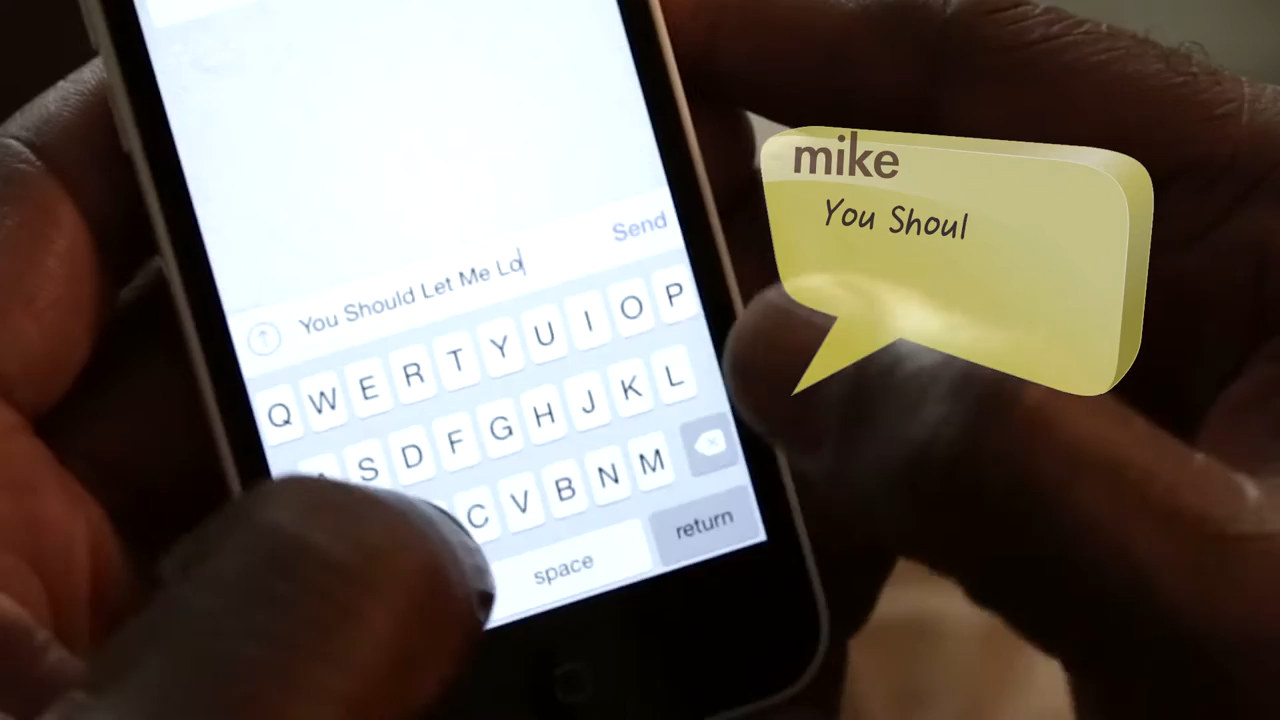 mike
You Shoul
Send
You Should Let Me Lo
Q W E R T Y U I O P
S D F G H J K L
C V B N M
space
return